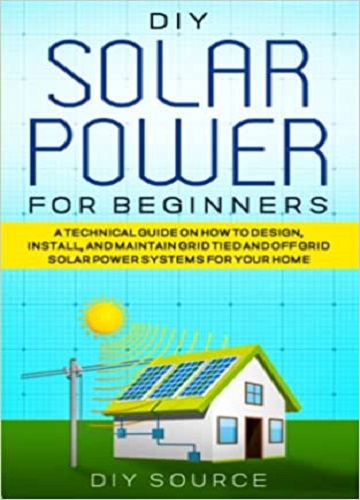 DIY
SOLAR
POWER
FOR BEGINNERS
A TECHNICAL GUIDE ON HOW TO DESIGN,
INSTALL, AND MAINTAIN GRID TIED AND OFF GRID
SOLAR POWER SYSTEMS FOR YOUR HOME
DIY SOURCE